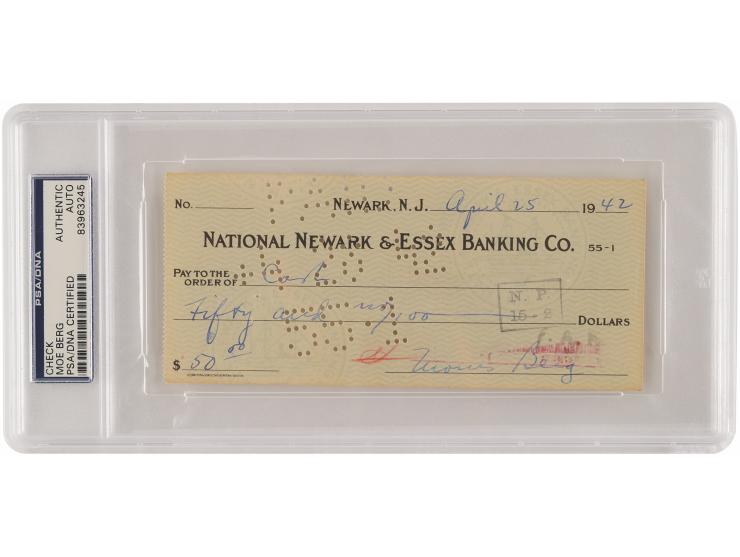 PSA/DNA
CHECK
MOE BERG
PSA/DNA CERTIFIED
AUTHENTIC
AUTO
83963245
No. NEWARK, N. J. April 25 1942
NATIONAL NEWARK & ESSEX BANKING CO. 55-1
PAY TO THE
ORDER OF Cash
N. P.
15-2
Fifty and no/100 DOLLARS
$ 50.00
Morris Berg